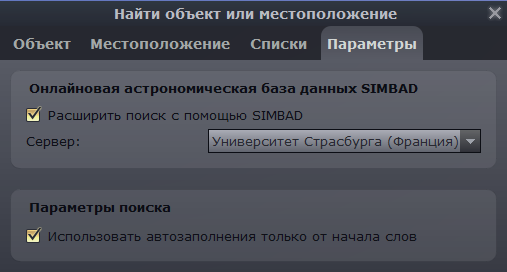 Найти объект или местоположение
Объект Местоположение Списки Параметры
Онлайновая астрономическая база данных SIMBAD
Расширить поиск с помощью SIMBAD
Сервер: Университет Страсбурга (Франция)
Параметры поиска
Использовать автозаполнения только от начала слов